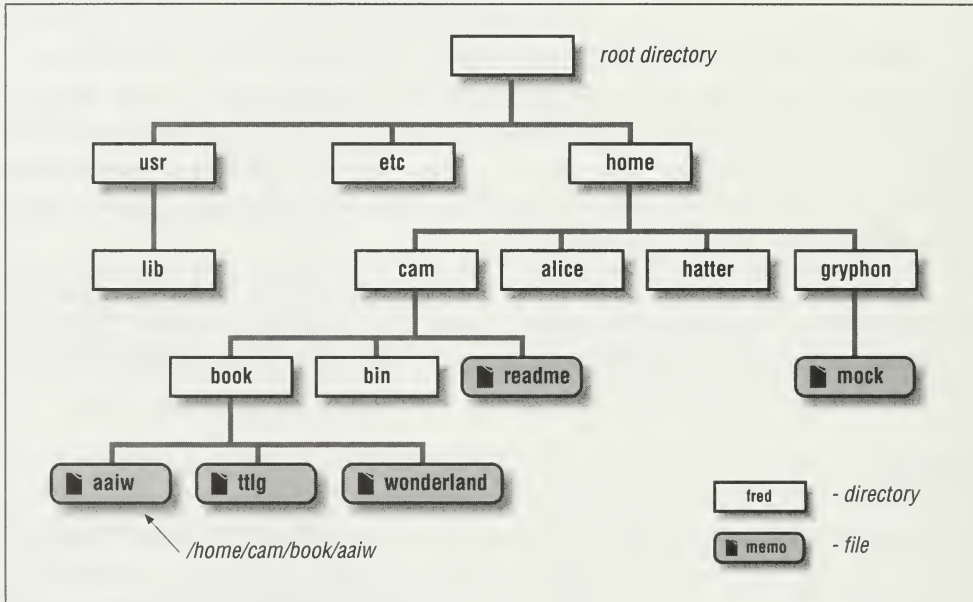 root directory
usr etc home
lib cam alice hatter gryphon
book bin readme mock
aaiw ttlg wonderland
fred - directory
/home/cam/book/aaiw
memo - file